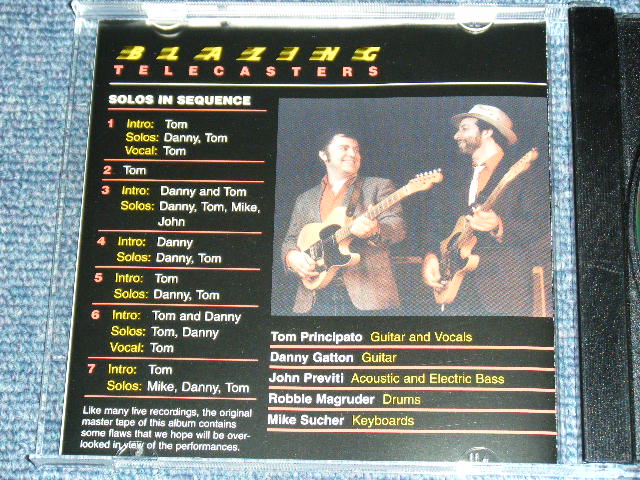 BLAZING
TELECASTERS
SOLOS IN SEQUENCE
1 Intro: Tom
Solos: Danny, Tom
Vocal: Tom
2 Tom
3 Intro: Danny and Tom
Solos: Danny, Tom, Mike,
John
4 Intro: Danny
Solos: Danny, Tom
5 Intro: Tom
Solos: Danny, Tom
6 Intro: Tom and Danny
Solos: Tom, Danny
Vocal: Tom
7 Intro: Tom
Solos: Mike, Danny, Tom
Like many live recordings, the original
master tape of this album contains
some flaws that we hope will be over-
looked in view of the performances.
Tom Principato Guitar and Vocals
Danny Gatton Guitar
John Previti Acoustic and Electric Bass
Robbie Magruder Drums
Mike Sucher Keyboards